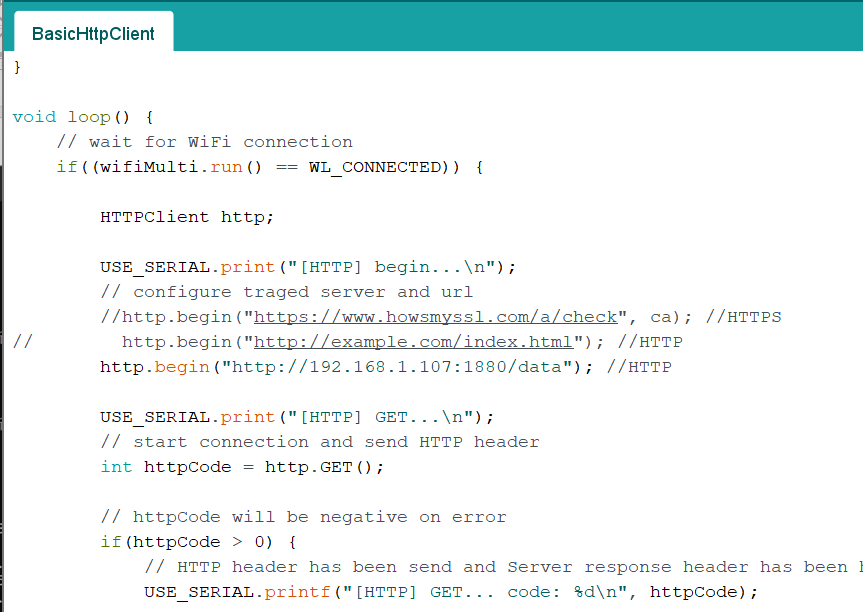 BasicHttpClient
}
void loop() {
    // wait for WiFi connection
    if((wifiMulti.run() == WL_CONNECTED)) {
        HTTPClient http;
        USE_SERIAL.print("[HTTP] begin...\n");
        // configure traged server and url
        //http.begin("https://www.howsmyssl.com/a/check", ca); //HTTPS
//        http.begin("http://example.com/index.html"); //HTTP
        http.begin("http://192.168.1.107:1880/data"); //HTTP
        USE_SERIAL.print("[HTTP] GET...\n");
        // start connection and send HTTP header
        int httpCode = http.GET();
        // httpCode will be negative on error
        if(httpCode > 0) {
            // HTTP header has been send and Server response header has been
            USE_SERIAL.printf("[HTTP] GET... code: %d\n", httpCode);